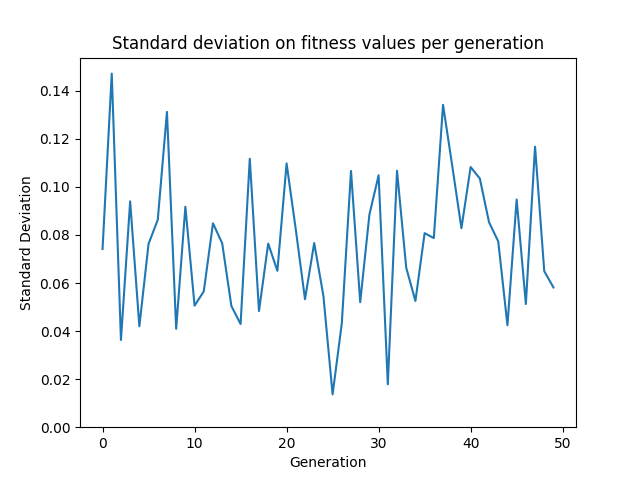 Standard deviation on fitness values per generation
0.14
0.12
0.10
0.08
0.06
0.04
0.02
0.00
Standard Deviation
0 10 20 30 40 50
Generation